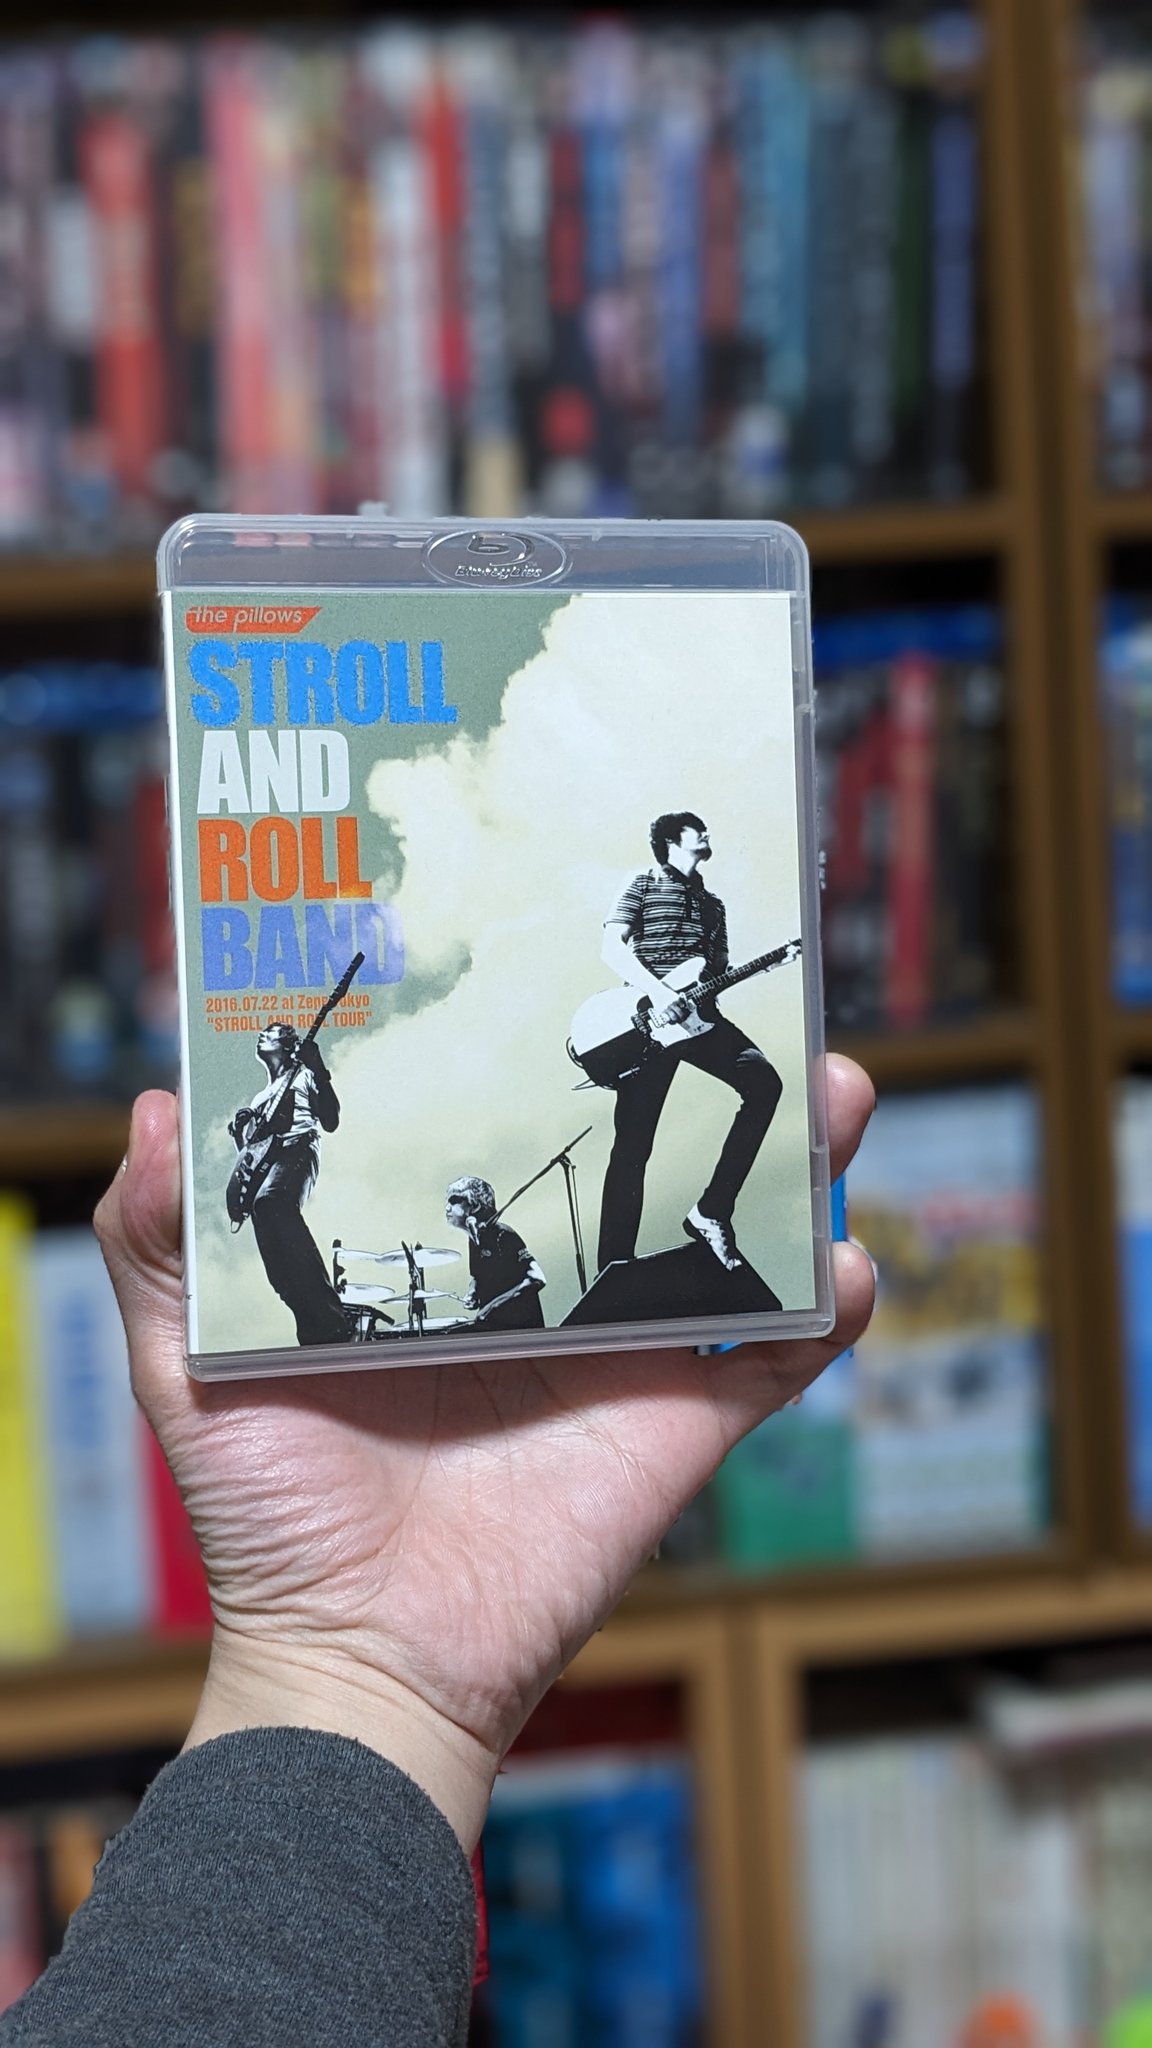 Blu-ray Disc
the pillows
STROLL
AND
ROLL
BAND
2016.07.22 at Zepp Tokyo
"STROLL AND ROLL TOUR"